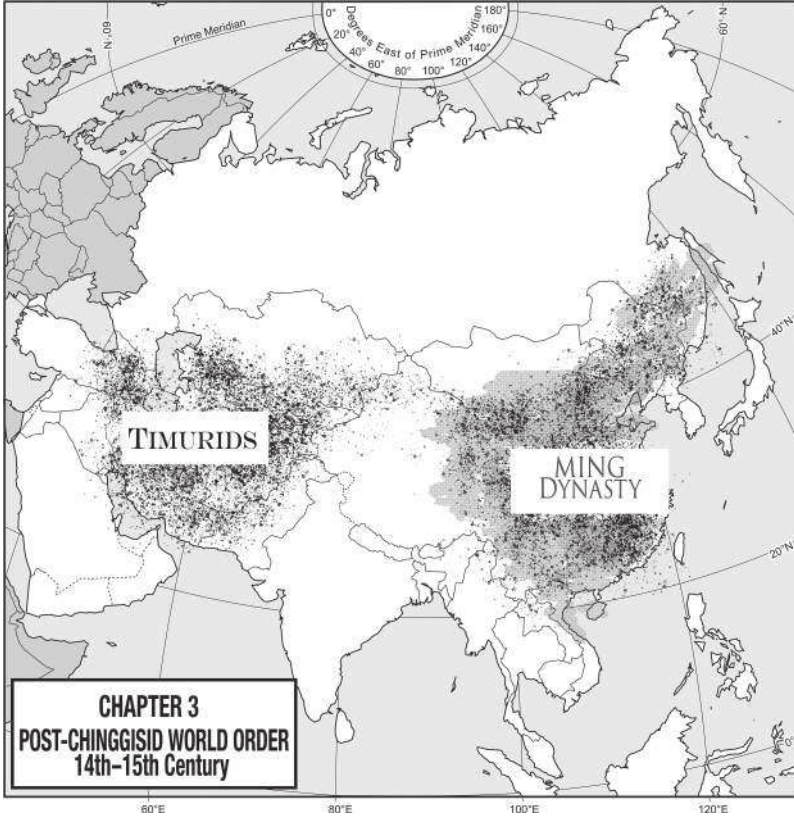 60°N
Prime Meridian
0°
20°
40°
60°
80°
100°
120°
140°
160°
180°
Degrees East of Prime Meridian
60°N
40°N
20°N
0°
TIMURIDS
MING
DYNASTY
CHAPTER 3
POST-CHINGGISID WORLD ORDER
14th–15th Century
60°E
80°E
100°E
120°E